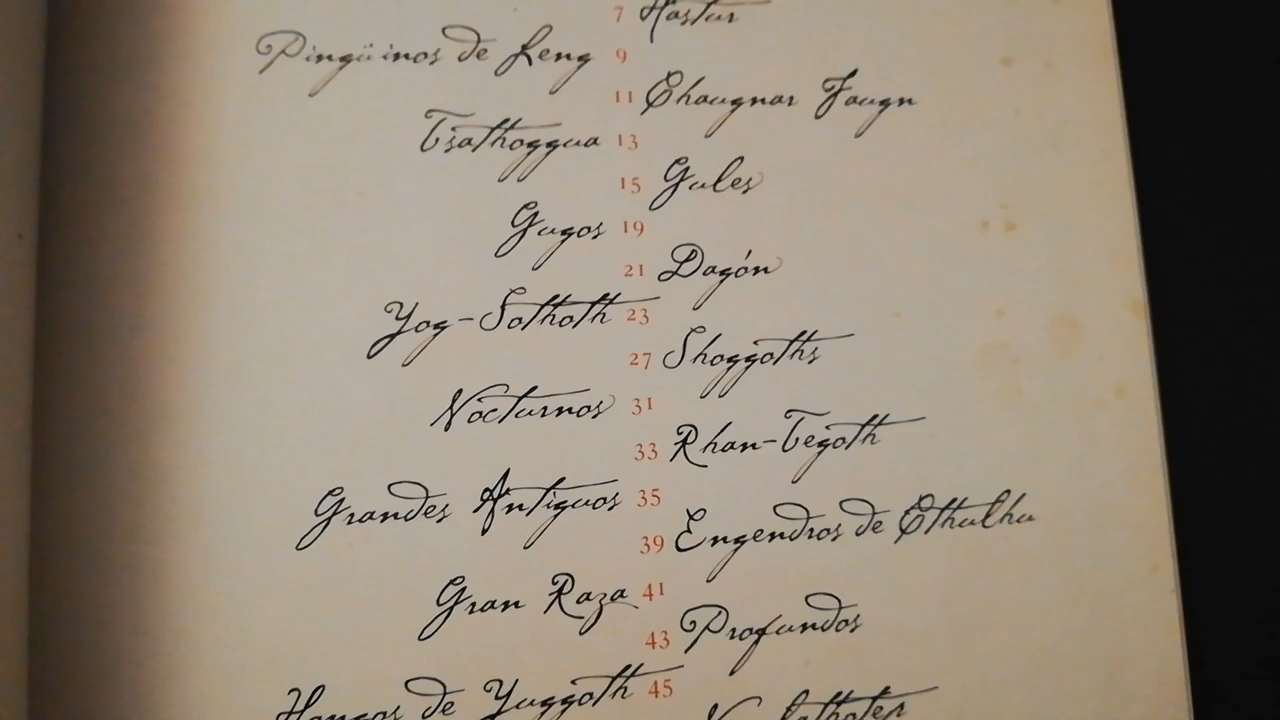 7 Hastur
Pingüinos de Leng 9
11 Chaugnar Faugn
Tsathoggua 13
15 Gules
Gugos 19
21 Dagón
Yog-Sothoth 23
27 Shoggoths
Nocturnos 31
33 Rhan-Tegoth
Grandes Antiguos 35
39 Engendros de Cthulhu
Gran Raza 41
43 Profundos
Hongos de Yuggoth 45